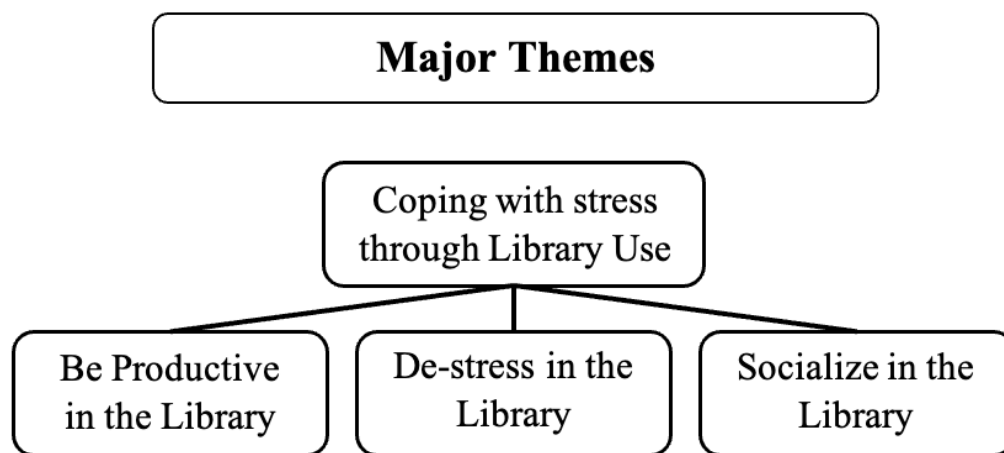 Major Themes
Coping with stress
through Library Use
Be Productive
in the Library
De-stress in the
Library
Socialize in the
Library